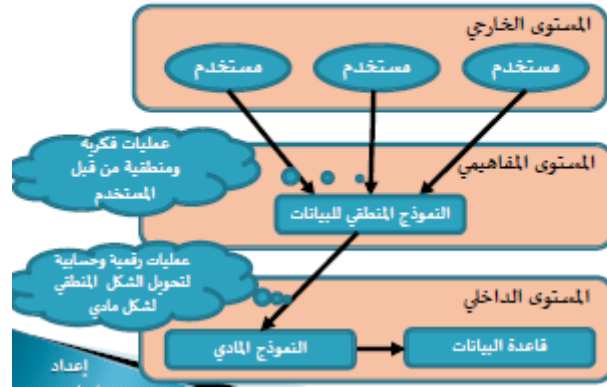 المستوى الخارجي
مستخدم مستخدم مستخدم
المستوى المفاهيمي
عمليات فكرية
ومنطقية من قبل
المستخدم
النموذج المنطقي للبيانات
عمليات رقمية وحسابية
لتحويل الشكل المنطقي
لشكل مادي
المستوى الداخلي
النموذج المادي
قاعدة البيانات
إعداد